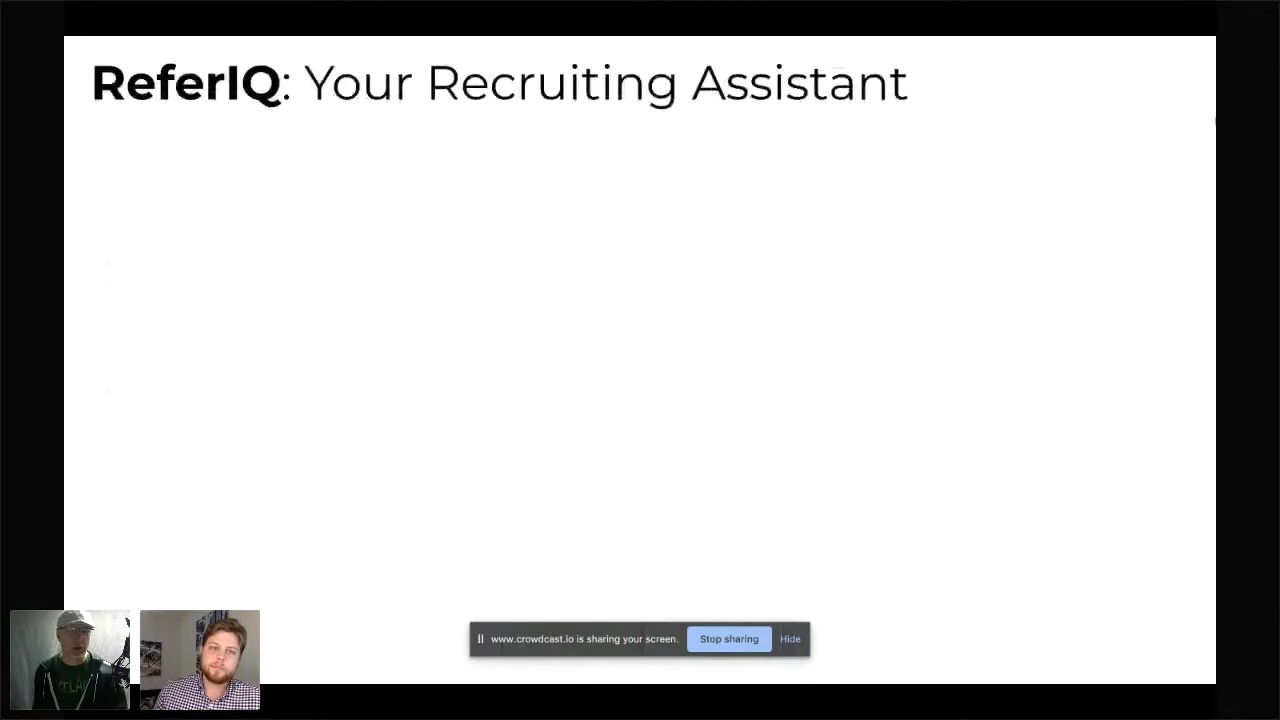 ReferIQ: Your Recruiting Assistant
www.crowdcast.io is sharing your screen. Stop sharing Hide